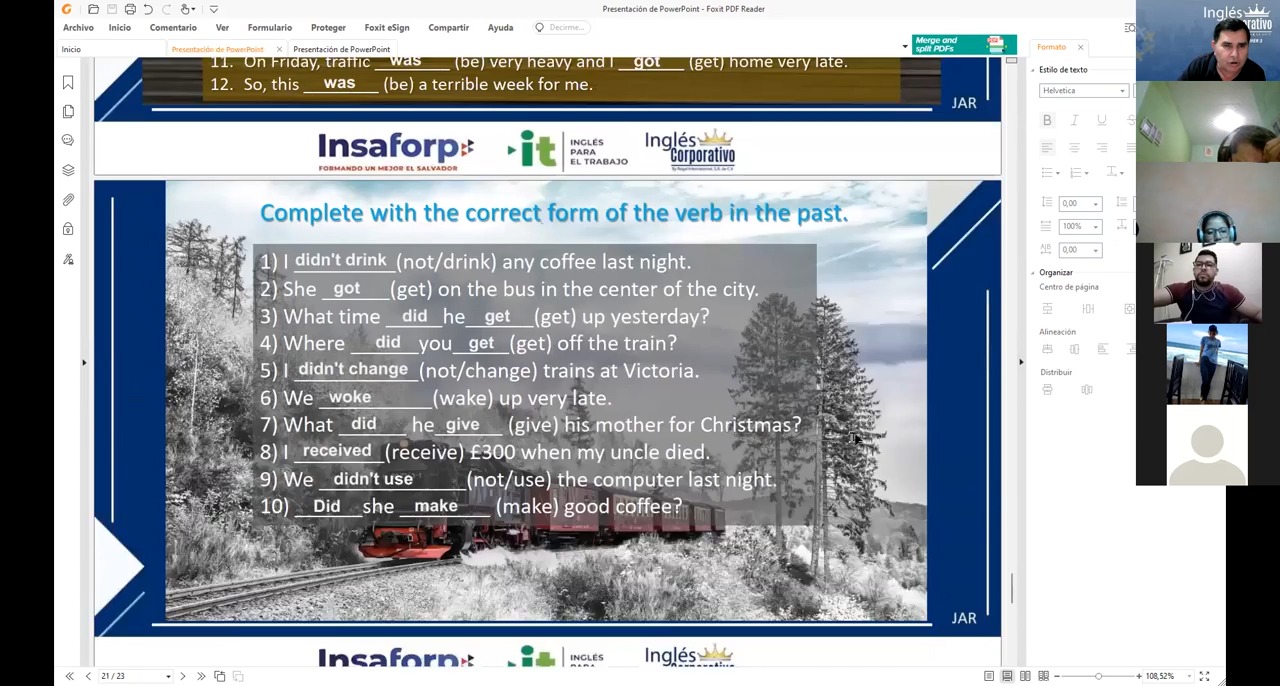 Presentación de PowerPoint - Foxit PDF Reader
Archivo Inicio Comentario Ver Formulario Proteger Foxit eSign Compartir Ayuda Decirme...
Inicio Presentación de PowerPoint Presentación de PowerPoint
Merge and
split PDFs
Formato
Estilo de texto
Helvetica
0,00
100%
0,00
Organizar
Centro de página
Alineación
Distribuir
Inglés
Corporativo
11. On Friday, traffic was (be) very heavy and I got (get) home very late.
12. So, this was (be) a terrible week for me.
JAR
Insaforp
FORMANDO UN MEJOR EL SALVADOR
it INGLÉS
PARA
EL TRABAJO
Inglés
Corporativo
Complete with the correct form of the verb in the past.
1) I didn't drink (not/drink) any coffee last night.
2) She got (get) on the bus in the center of the city.
3) What time did he get (get) up yesterday?
4) Where did you get (get) off the train?
5) I didn't change (not/change) trains at Victoria.
6) We woke (wake) up very late.
7) What did he give (give) his mother for Christmas?
8) I received (receive) £300 when my uncle died.
9) We didn't use (not/use) the computer last night.
10) Did she make (make) good coffee?
JAR
Insaforp
it INGLÉS
Inglés
21 / 23
108,52%